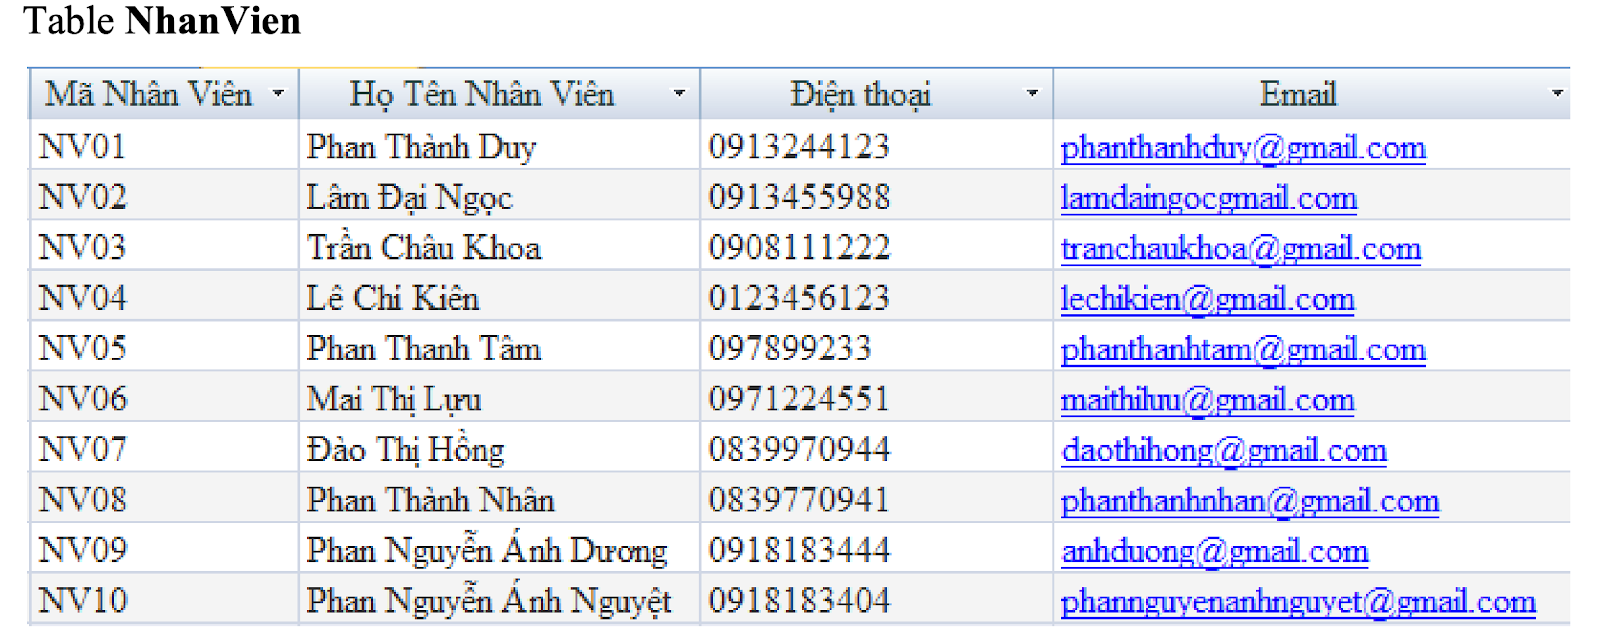 Table NhanVien
Mã Nhân Viên Họ Tên Nhân Viên Điện thoại Email
NV01 Phan Thành Duy 0913244123 phanthanhduy@gmail.com
NV02 Lâm Đại Ngọc 0913455988 lamdaingocgmail.com
NV03 Trần Châu Khoa 0908111222 tranchaukhoa@gmail.com
NV04 Lê Chí Kiên 0123456123 lechikien@gmail.com
NV05 Phan Thanh Tâm 097899233 phanthanhtam@gmail.com
NV06 Mai Thị Lựu 0971224551 maithiluu@gmail.com
NV07 Đào Thị Hồng 0839970944 daothihong@gmail.com
NV08 Phan Thành Nhân 0839770941 phanthanhnhan@gmail.com
NV09 Phan Nguyễn Ánh Dương 0918183444 anhduong@gmail.com
NV10 Phan Nguyễn Ánh Nguyệt 0918183404 phannguyenanhnguyet@gmail.com